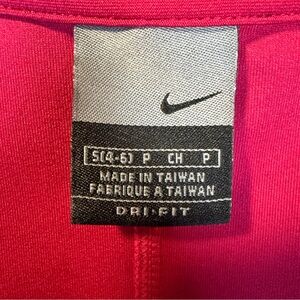 S(4-6) P CH P
MADE IN TAIWAN
FABRIQUE A TAIWAN
DRI-FIT